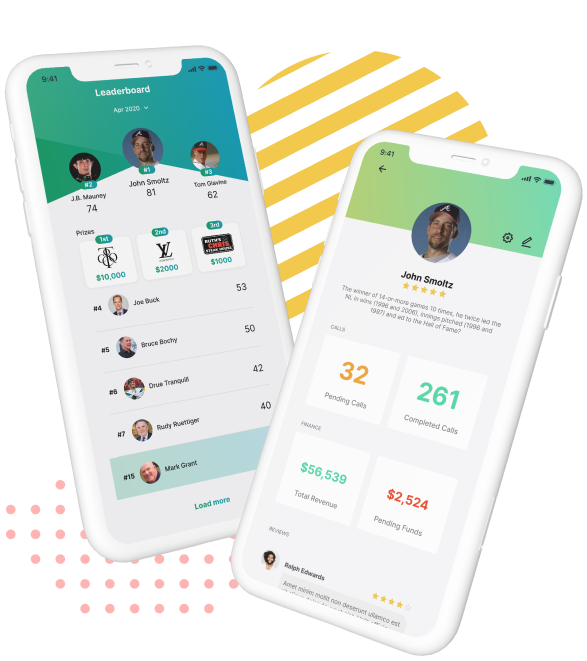 9:41
Leaderboard
Apr 2020
#2
#1
#3
J.B. Mauney
John Smoltz
Tom Glavine
74
81
62
Prizes
1st
2nd
3rd
LV
RUTH'S
CHRIS
STEAK HOUSE
$10,000
$2000
$1000
#4 Joe Buck 53
#5 Bruce Bochy 50
#6 Drue Tranquill 42
#7 Rudy Ruettiger 40
#15 Mark Grant
Load more
9:41
John Smoltz
The winner of 14-or-more games 10 times, he twice led the
NL in wins (1996 and 2006), innings pitched (1996 and
1997) and ed to the Hall of Fame?
CALLS
32
Pending Calls
261
Completed Calls
FINANCE
$56,539
Total Revenue
$2,524
Pending Funds
REVIEWS
Ralph Edwards
Amet minim mollit non deserunt ullamco est